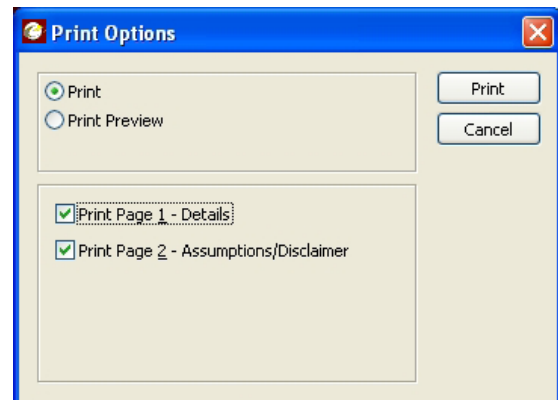 Print Options
Print
Print Preview
Print
Cancel
Print Page 1 - Details
Print Page 2 - Assumptions/Disclaimer